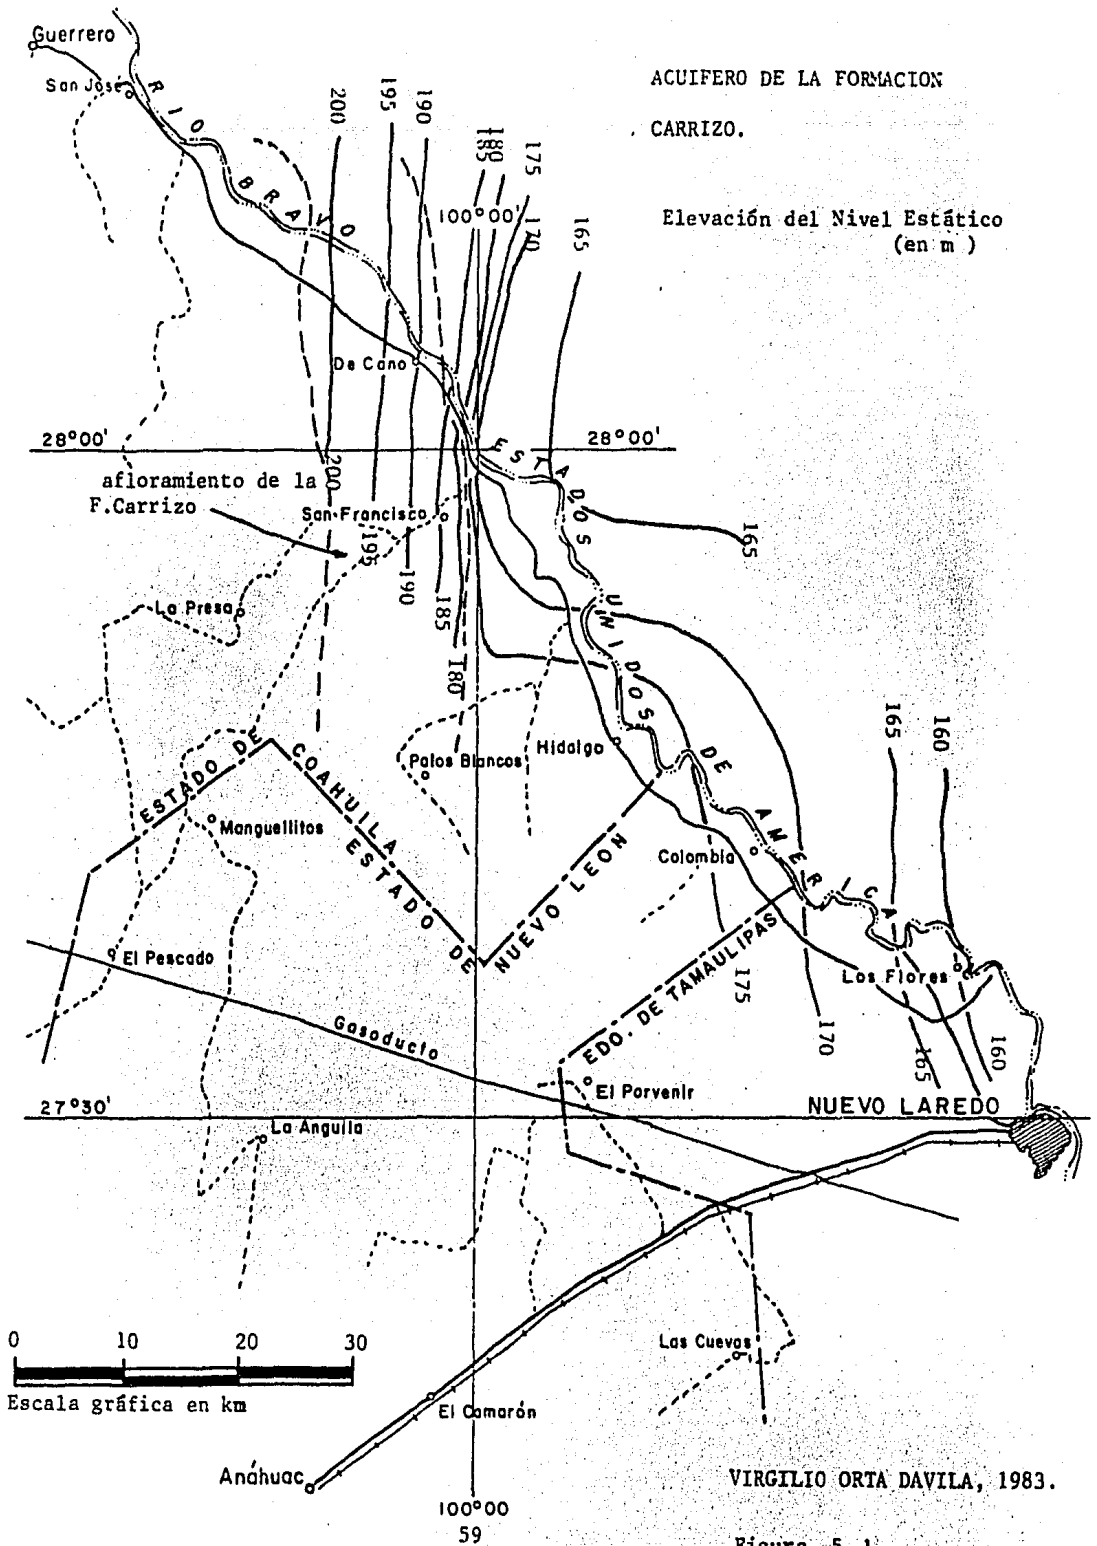 Guerrero
San José
RIO BRAVO
200
195
190
185
180
175
170
165
100°00'
ACUIFERO DE LA FORMACION
CARRIZO.
Elevación del Nivel Estático
(en m )
De Cano
28°00'
28°00'
ESTADOS UNIDOS DE AMERICA
afloramiento de la
F.Carrizo
200
San Francisco
195
190
185
180
165
La Presa
Hidalgo
Palos Blancos
165
160
ESTADO DE COAHUILA
ESTADO DE NUEVO LEON
Manguellitos
Colombia
El Pescado
EDO. DE TAMAULIPAS
175
Los Flores
170
165
160
Gasoducto
El Porvenir
27°30'
NUEVO LAREDO
La Anguila
0 10 20 30
Escala gráfica en km
Las Cuevas
El Camarón
Anáhuac
100°00
59
VIRGILIO ORTA DAVILA, 1983.
Figura